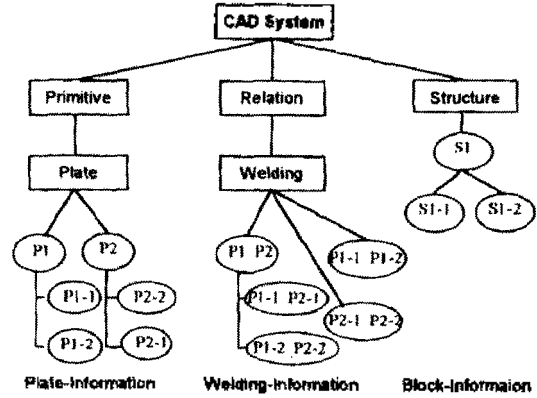 CAD System
Primitive Relation Structure
Plate Welding
S1
S1-1 S1-2
P1 P2 P1 P2 P1-1 P1-2
P1-1 P2-2 P1-1 P2-1
P2-1 P2-2
P1-2 P2-1 P1-2 P2-2
Plate-Information Welding-Information Block-Informaion